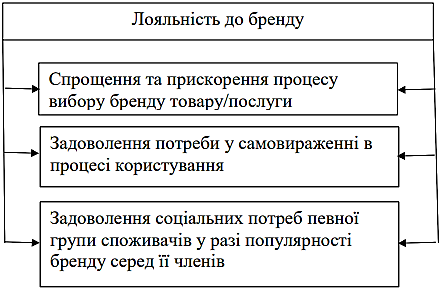 Лояльність до бренду
Спрощення та прискорення процесу
вибору бренду товару/послуги
Задоволення потреби у самовираженні в
процесі користування
Задоволення соціальних потреб певної
групи споживачів у разі популярності
бренду серед її членів